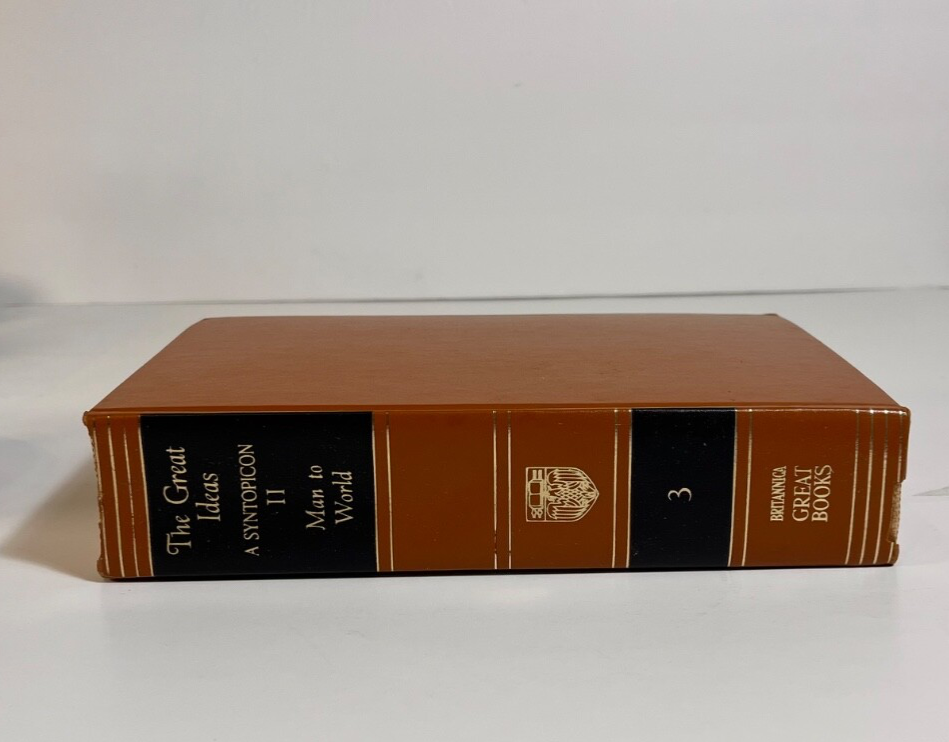 The Great
Ideas
A SYNTOPICON
II
Man to
World
3
BRITANNICA
GREAT
BOOKS